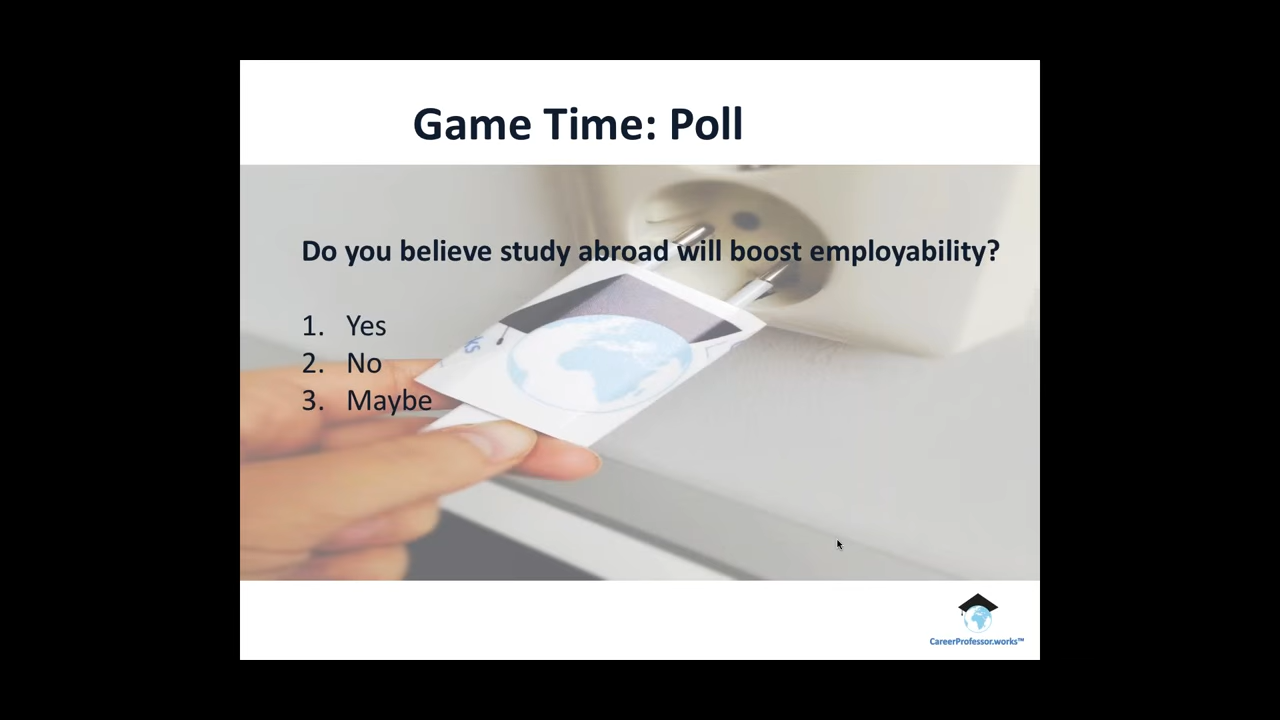 Game Time: Poll
Do you believe study abroad will boost employability?
1. Yes
2. No
3. Maybe
CareerProfessor.works™